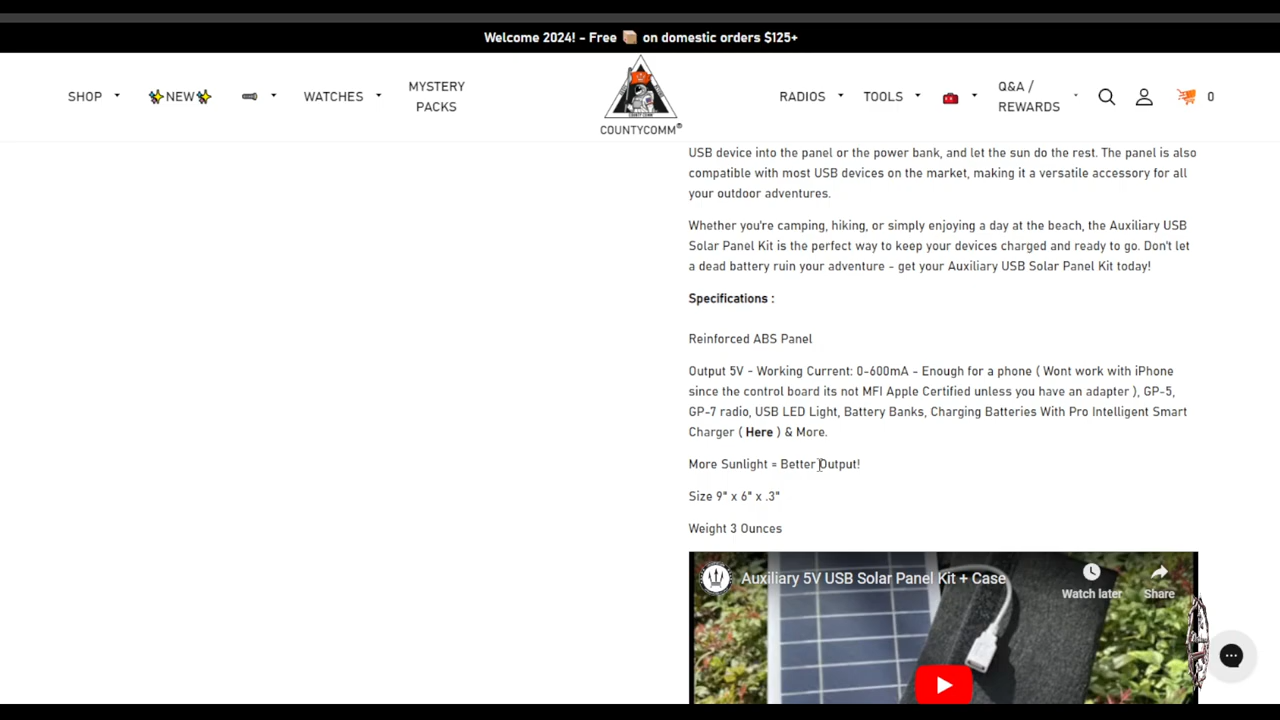 Welcome 2024! - Free 📦 on domestic orders $125+
SHOP
✨NEW✨
WATCHES
MYSTERY
PACKS
COUNTYCOMM®
RADIOS
TOOLS
Q&A /
REWARDS
0
USB device into the panel or the power bank, and let the sun do the rest. The panel is also
compatible with most USB devices on the market, making it a versatile accessory for all
your outdoor adventures.
Whether you're camping, hiking, or simply enjoying a day at the beach, the Auxiliary USB
Solar Panel Kit is the perfect way to keep your devices charged and ready to go. Don't let
a dead battery ruin your adventure - get your Auxiliary USB Solar Panel Kit today!
Specifications :
Reinforced ABS Panel
Output 5V - Working Current: 0-600mA - Enough for a phone ( Wont work with iPhone
since the control board its not MFI Apple Certified unless you have an adapter ), GP-5,
GP-7 radio, USB LED Light, Battery Banks, Charging Batteries With Pro Intelligent Smart
Charger ( Here ) & More.
More Sunlight = Better Output!
Size 9" x 6" x .3"
Weight 3 Ounces
Auxiliary 5V USB Solar Panel Kit + Case
Watch later
Share